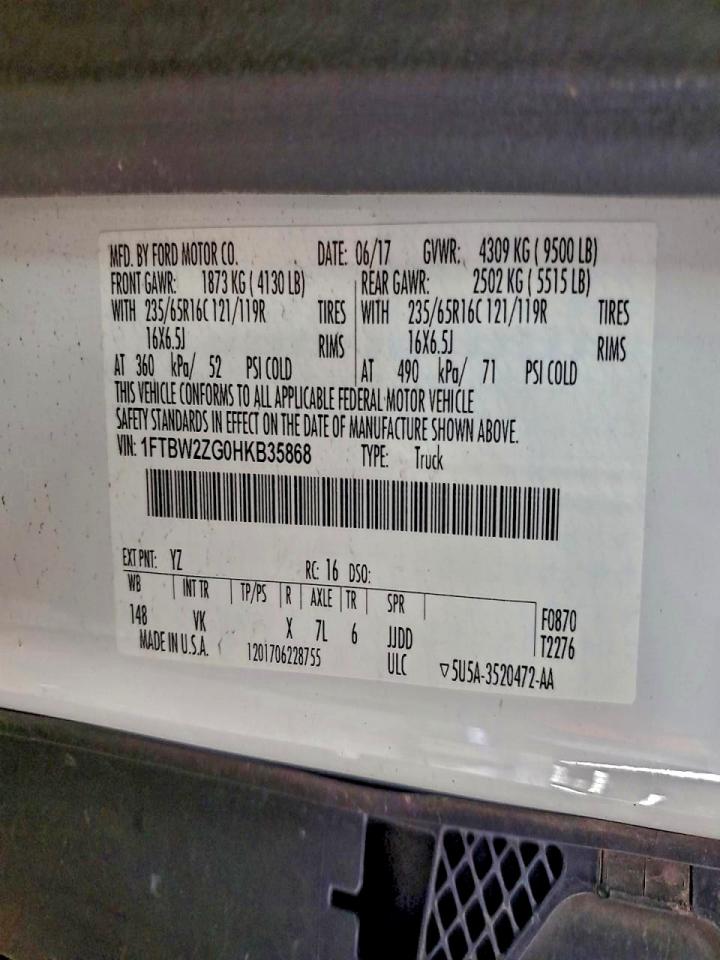 MFD. BY FORD MOTOR CO. DATE: 06/17 GVWR: 4309 KG ( 9500 LB)
FRONT GAWR: 1873 KG ( 4130 LB) REAR GAWR: 2502 KG ( 5515 LB)
WITH 235/65R16C 121/119R TIRES WITH 235/65R16C 121/119R TIRES
16X6.5J RIMS 16X6.5J RIMS
AT 360 kPa/ 52 PSI COLD AT 490 kPa/ 71 PSI COLD
THIS VEHICLE CONFORMS TO ALL APPLICABLE FEDERAL MOTOR VEHICLE
SAFETY STANDARDS IN EFFECT ON THE DATE OF MANUFACTURE SHOWN ABOVE.
VIN: 1FTBW2ZG0HKB35868 TYPE: Truck
EXT PNT: YZ RC: 16 DSO:
WB INT TR TP/PS R AXLE TR SPR
148 VK X 7L 6 JJDD F0870
MADE IN U.S.A. 1201706228755 ULC T2276
▽5U5A-3520472-AA